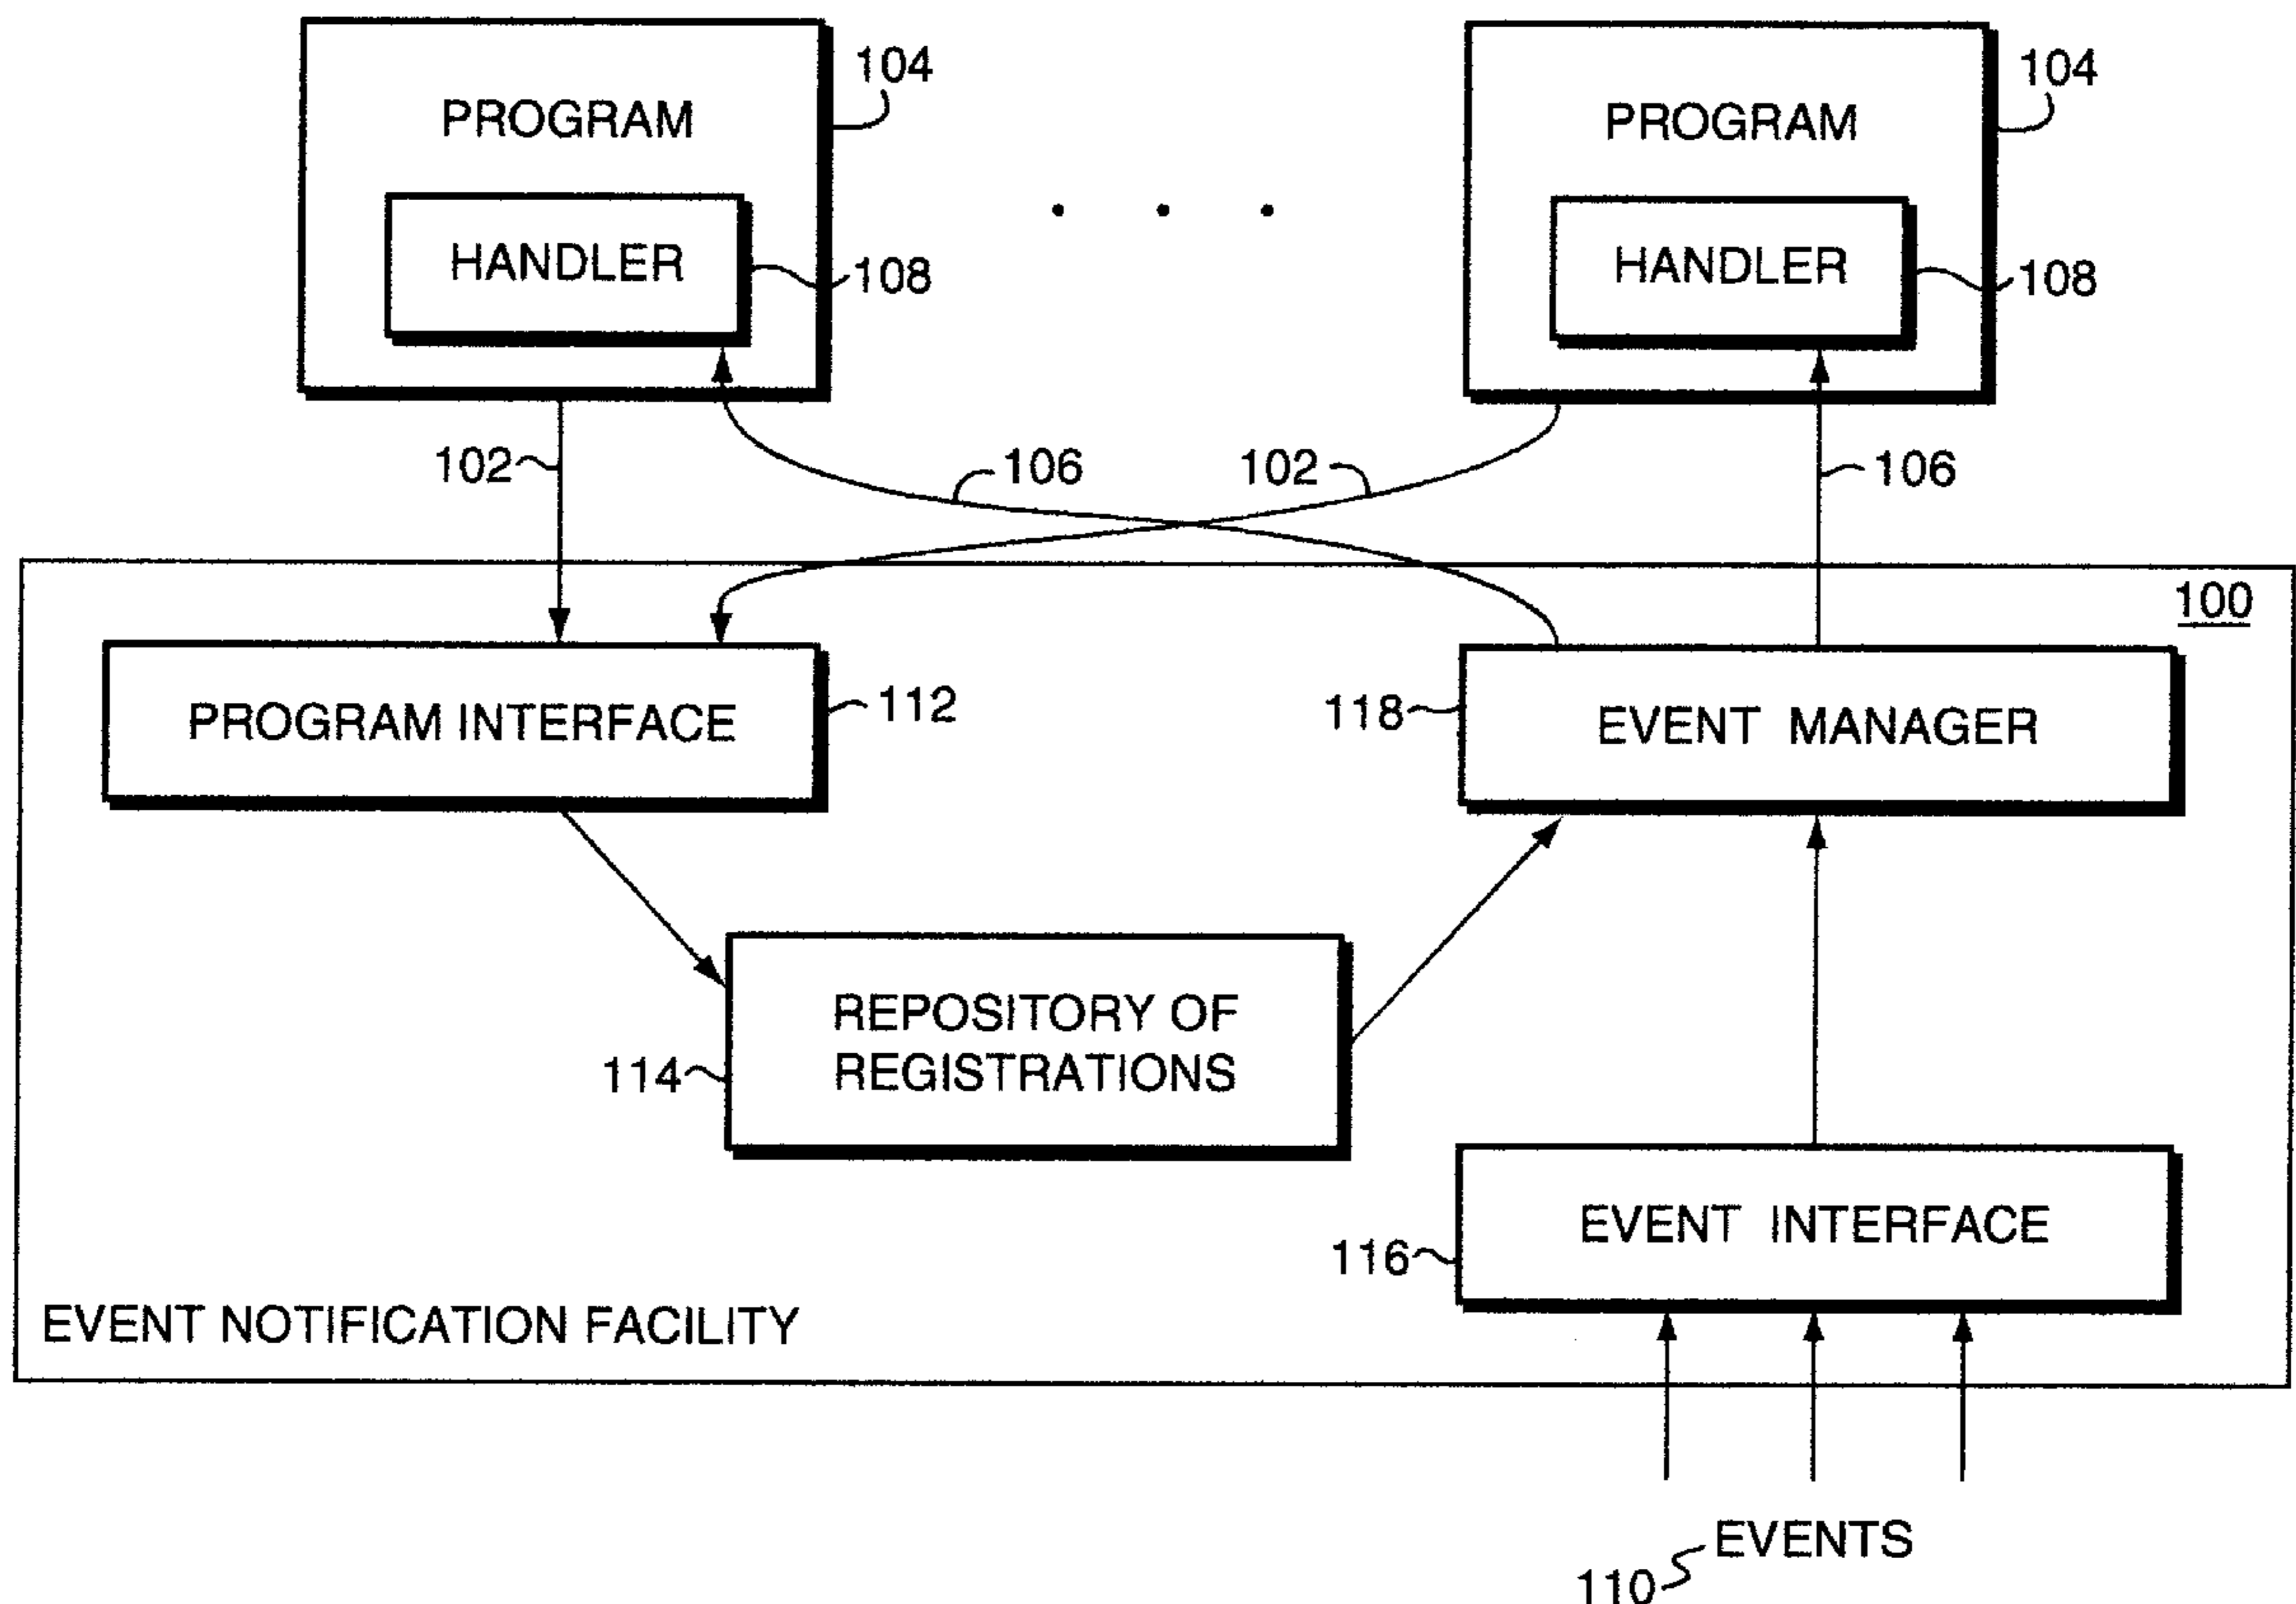 104
104
PROGRAM
PROGRAM
HANDLER
108
HANDLER
108
102
106
102
106
100
PROGRAM INTERFACE
112
118
EVENT MANAGER
REPOSITORY OF
REGISTRATIONS
114
EVENT INTERFACE
116
EVENT NOTIFICATION FACILITY
EVENTS
110